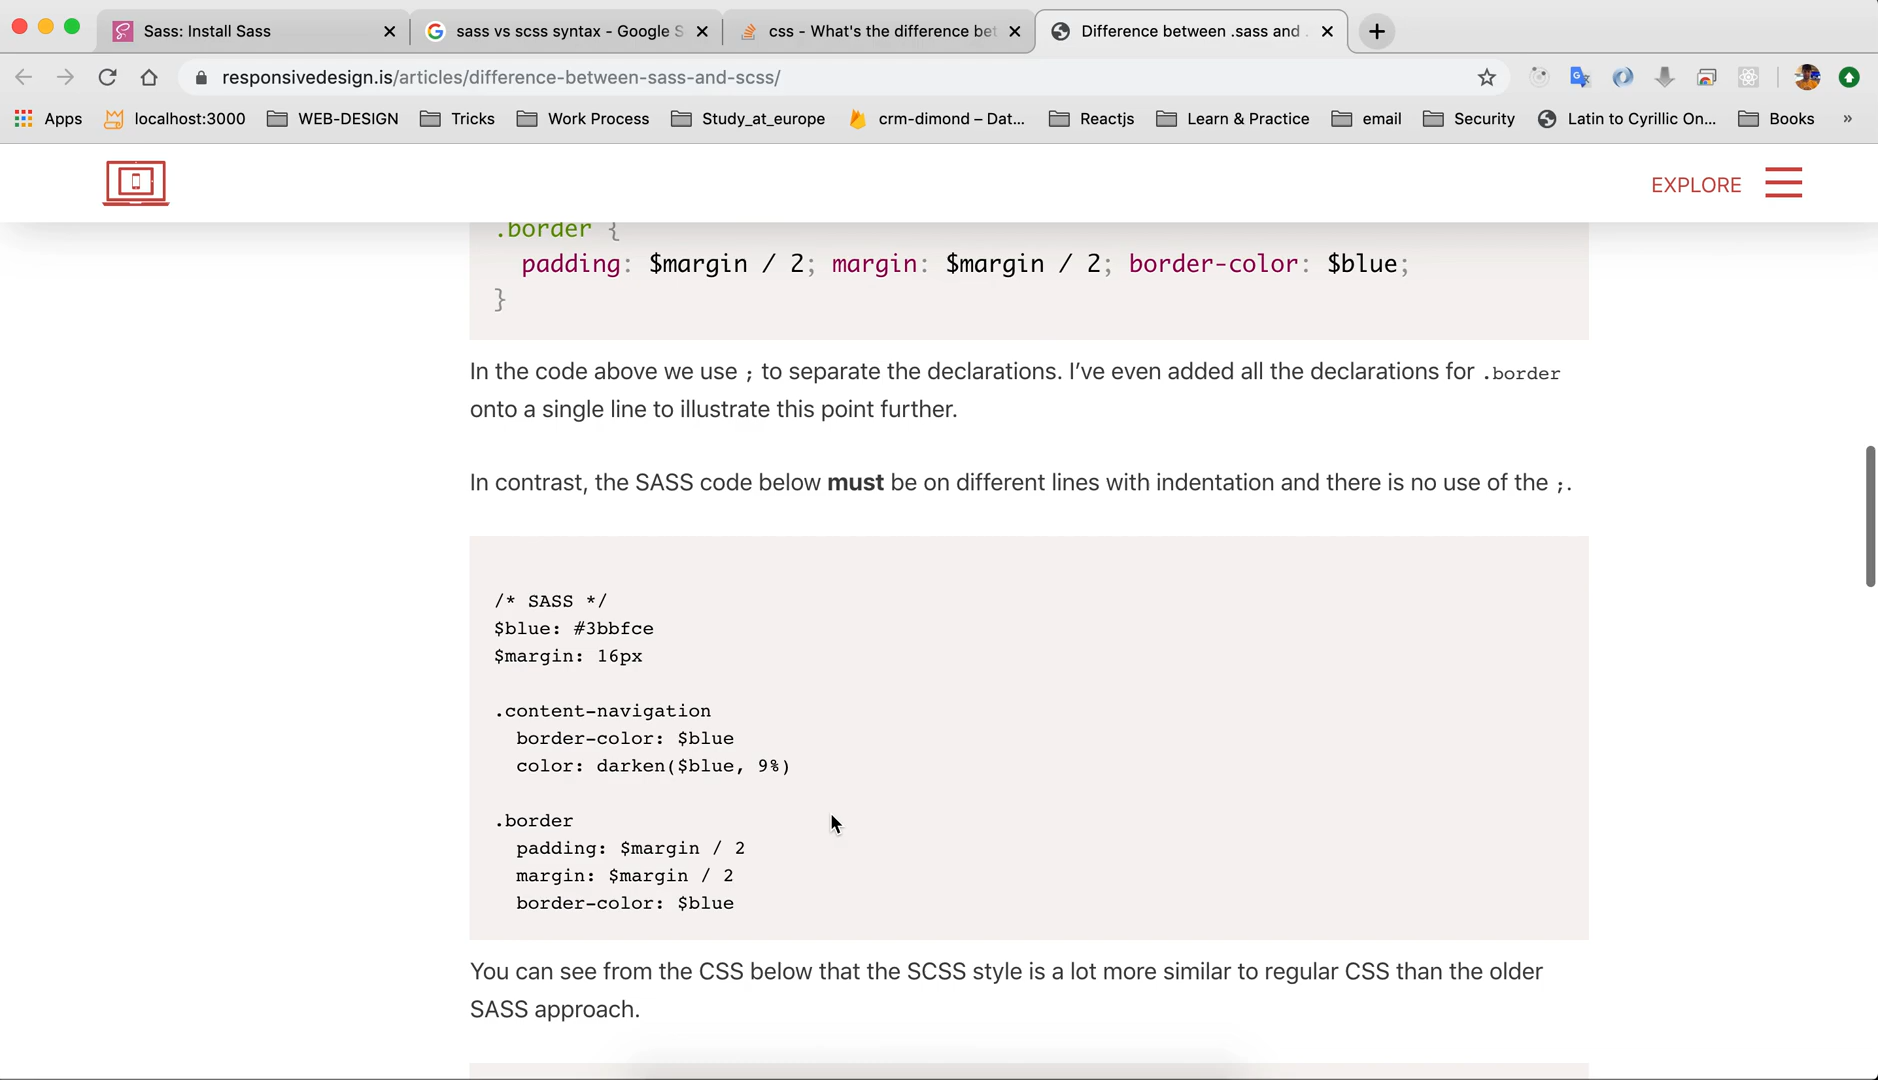 Sass: Install Sass
sass vs scss syntax - Google S
css - What's the difference bet
Difference between .sass and .
responsivedesign.is/articles/difference-between-sass-and-scss/
Apps
localhost:3000
WEB-DESIGN
Tricks
Work Process
Study_at_europe
crm-dimond – Dat...
Reactjs
Learn & Practice
email
Security
Latin to Cyrillic On...
Books
»
EXPLORE
.border {
padding: $margin / 2; margin: $margin / 2; border-color: $blue;
}
In the code above we use ; to separate the declarations. I’ve even added all the declarations for .border
onto a single line to illustrate this point further.
In contrast, the SASS code below must be on different lines with indentation and there is no use of the ;.
/* SASS */
$blue: #3bbfce
$margin: 16px
.content-navigation
border-color: $blue
color: darken($blue, 9%)
.border
padding: $margin / 2
margin: $margin / 2
border-color: $blue
You can see from the CSS below that the SCSS style is a lot more similar to regular CSS than the older
SASS approach.